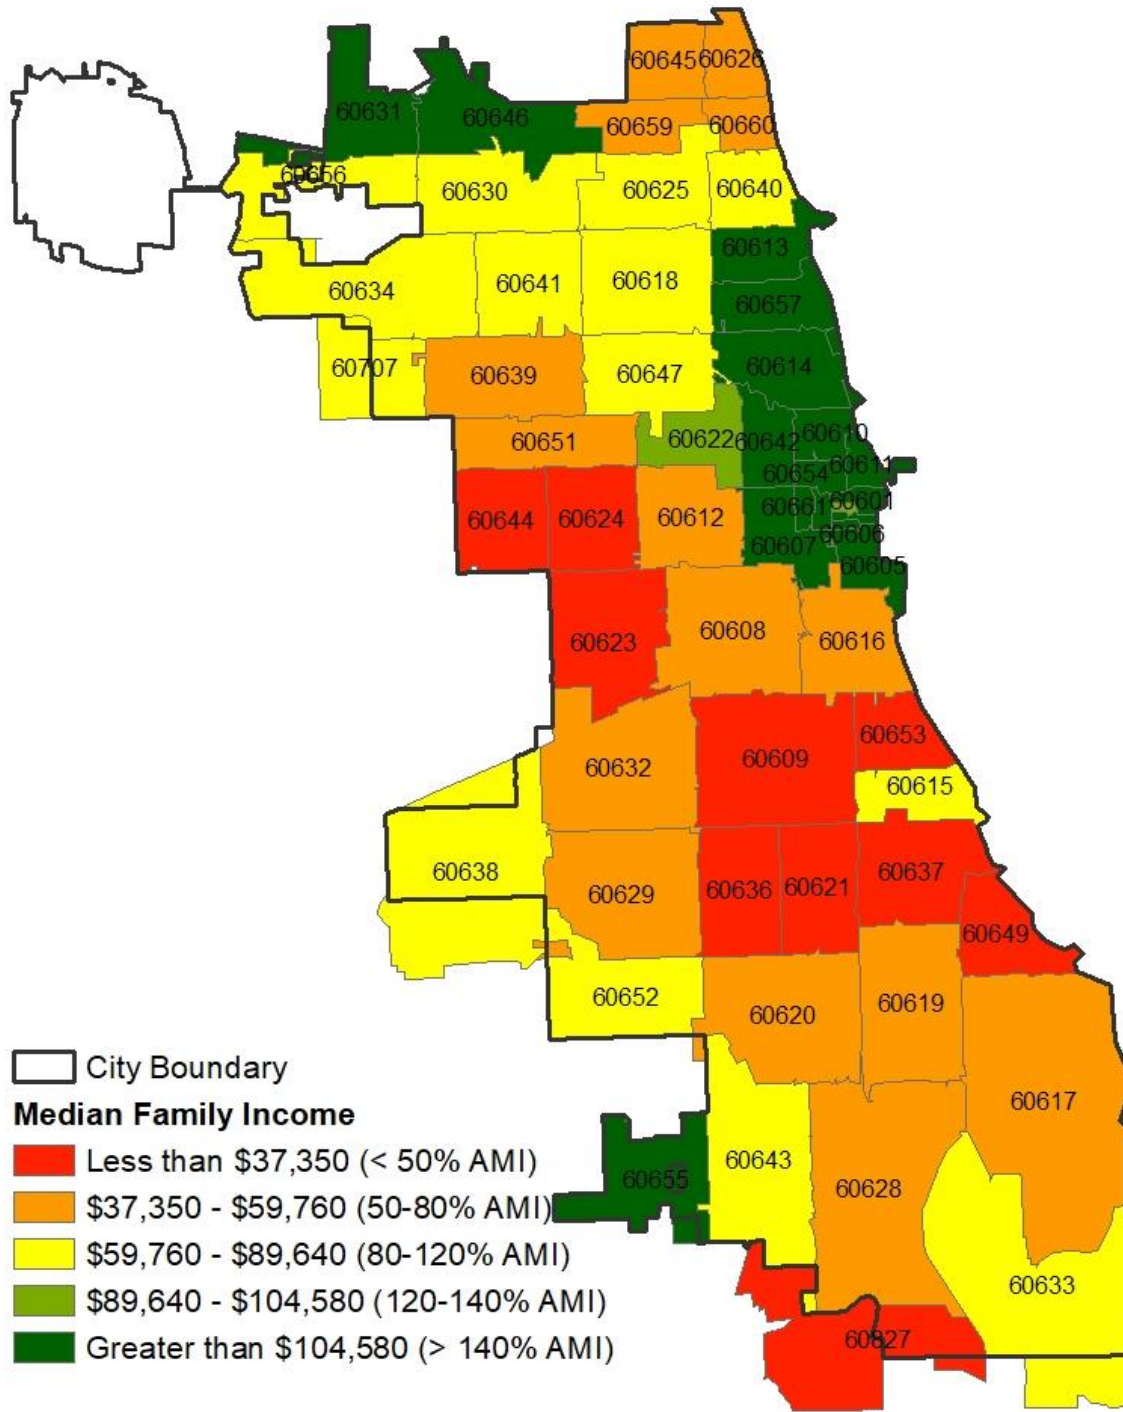 60645 60626
60631 60646
60659 60660
60656
60630 60625 60640
60613
60634 60641 60618
60657
60707 60639 60647 60614
60651 60622 60642 60610
60654 60611
60644 60624 60612 60661 60601
60607 60606
60605
60623 60608 60616
60653
60632 60609
60615
60638 60629 60636 60621 60637
60649
60652 60620 60619
60617
60655 60643 60628
60633
60827
City Boundary
Median Family Income
Less than $37,350 (< 50% AMI)
$37,350 - $59,760 (50-80% AMI)
$59,760 - $89,640 (80-120% AMI)
$89,640 - $104,580 (120-140% AMI)
Greater than $104,580 (> 140% AMI)